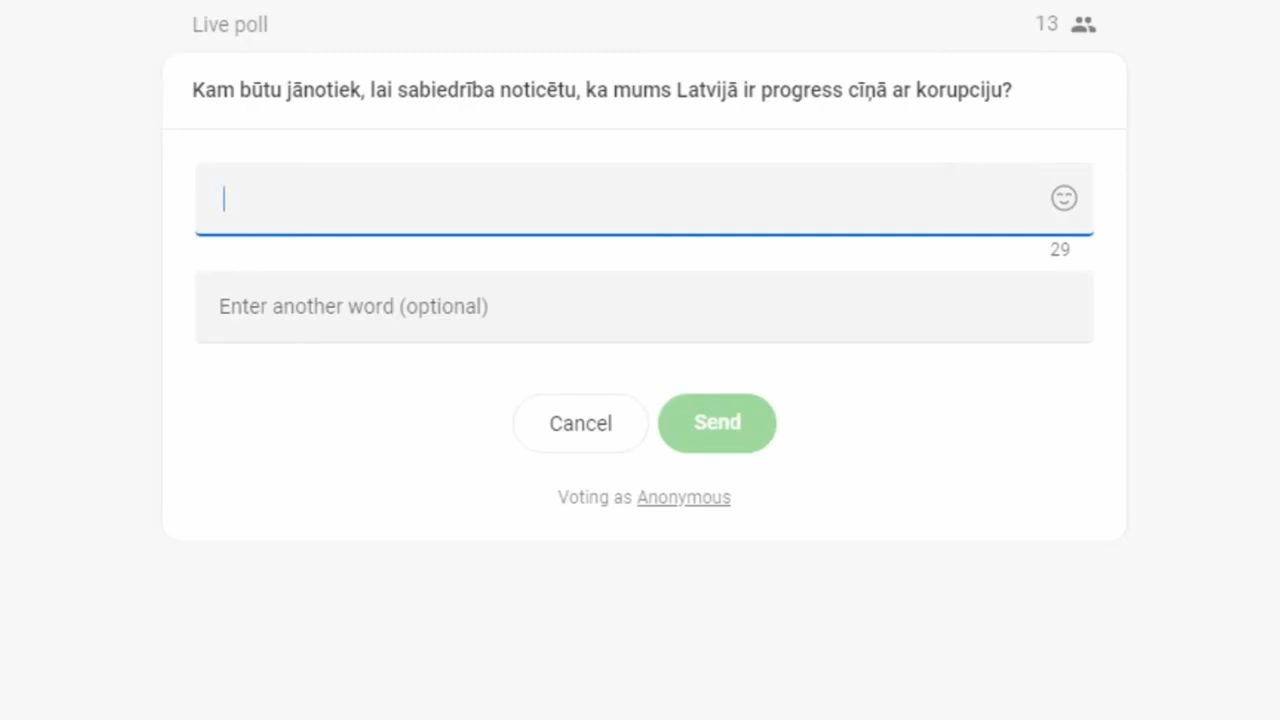 Live poll
13
Kam būtu jānotiek, lai sabiedrība noticētu, ka mums Latvijā ir progress cīņā ar korupciju?
29
Enter another word (optional)
Cancel
Send
Voting as Anonymous